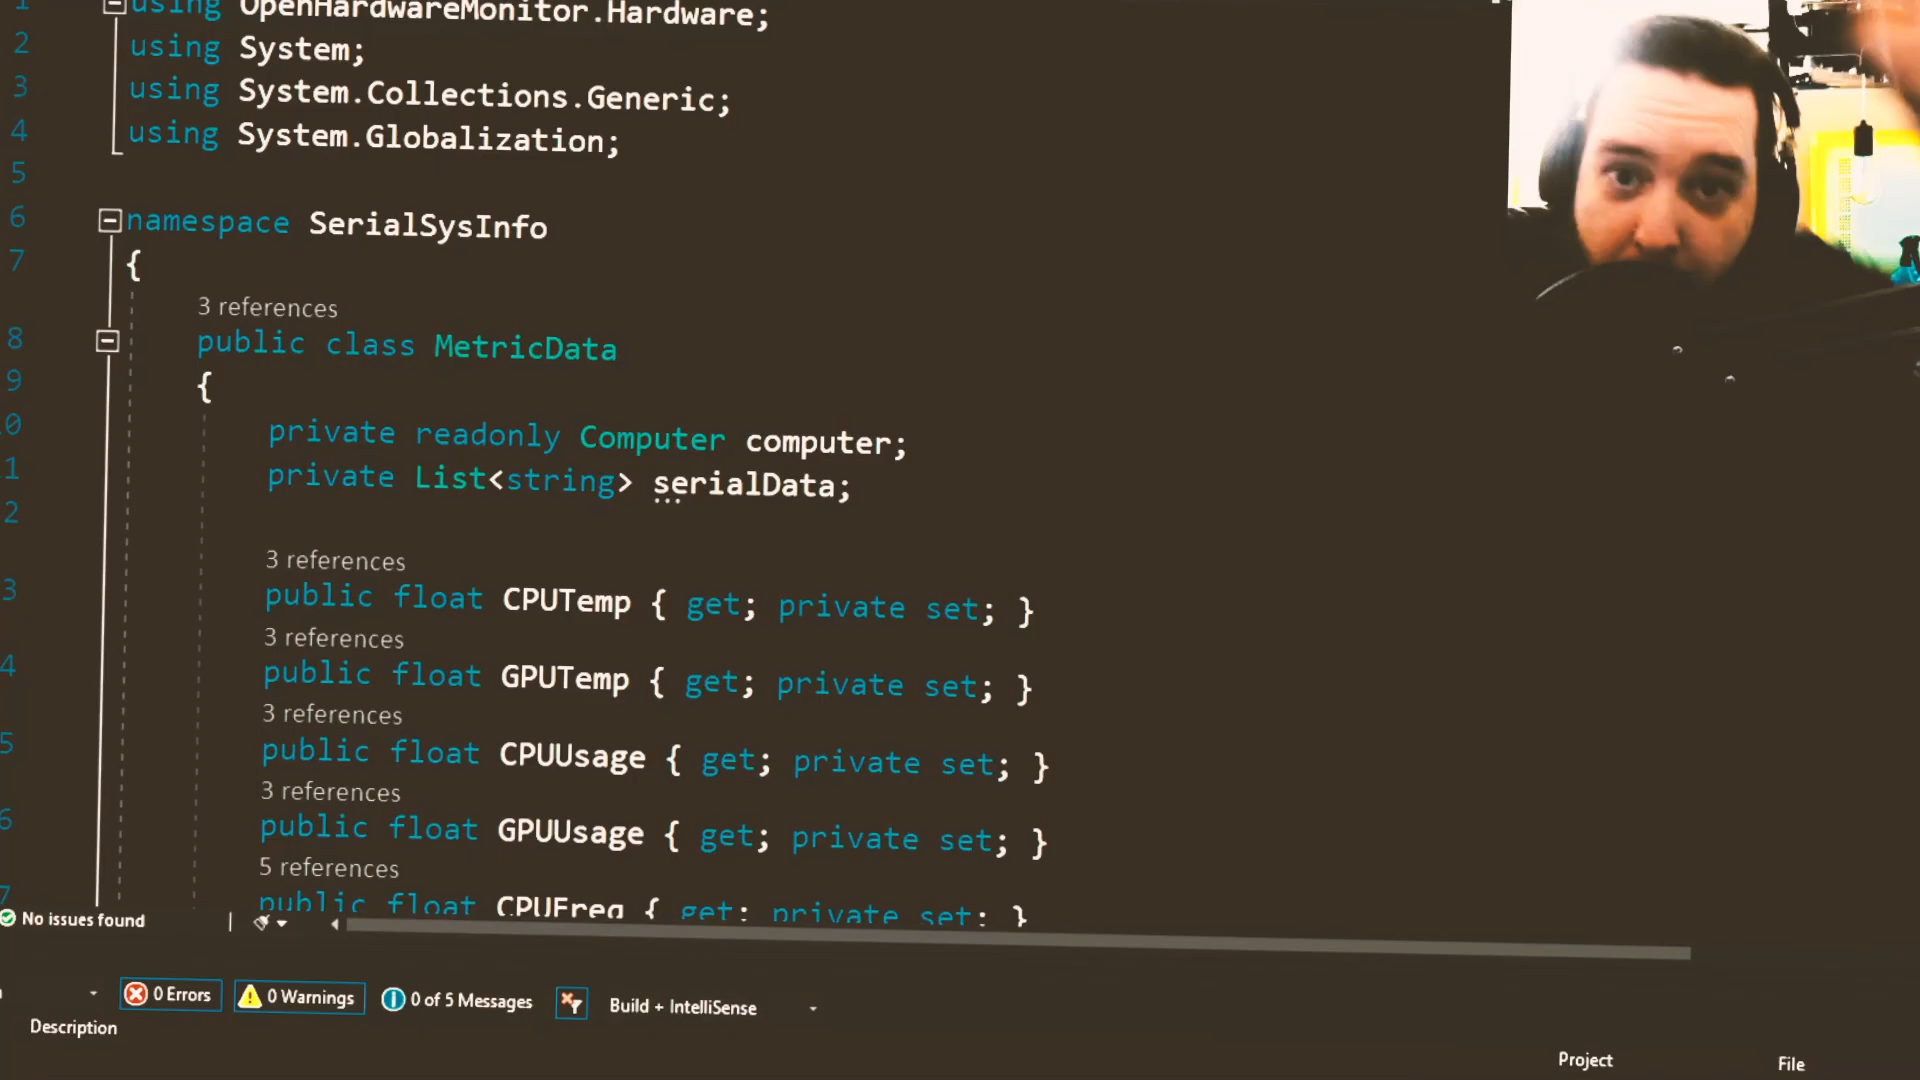 1 using OpenHardwareMonitor.Hardware;
2 using System;
3 using System.Collections.Generic;
4 using System.Globalization;
5
6 namespace SerialSysInfo
7 {
3 references
8 public class MetricData
9 {
0 private readonly Computer computer;
1 private List<string> serialData;
2
3 references
3 public float CPUTemp { get; private set; }
3 references
4 public float GPUTemp { get; private set; }
3 references
5 public float CPUUsage { get; private set; }
3 references
6 public float GPUUsage { get; private set; }
5 references
7 public float CPUFreq { get; private set; }
No issues found
0 Errors 0 Warnings 0 of 5 Messages Build + IntelliSense
Description Project File